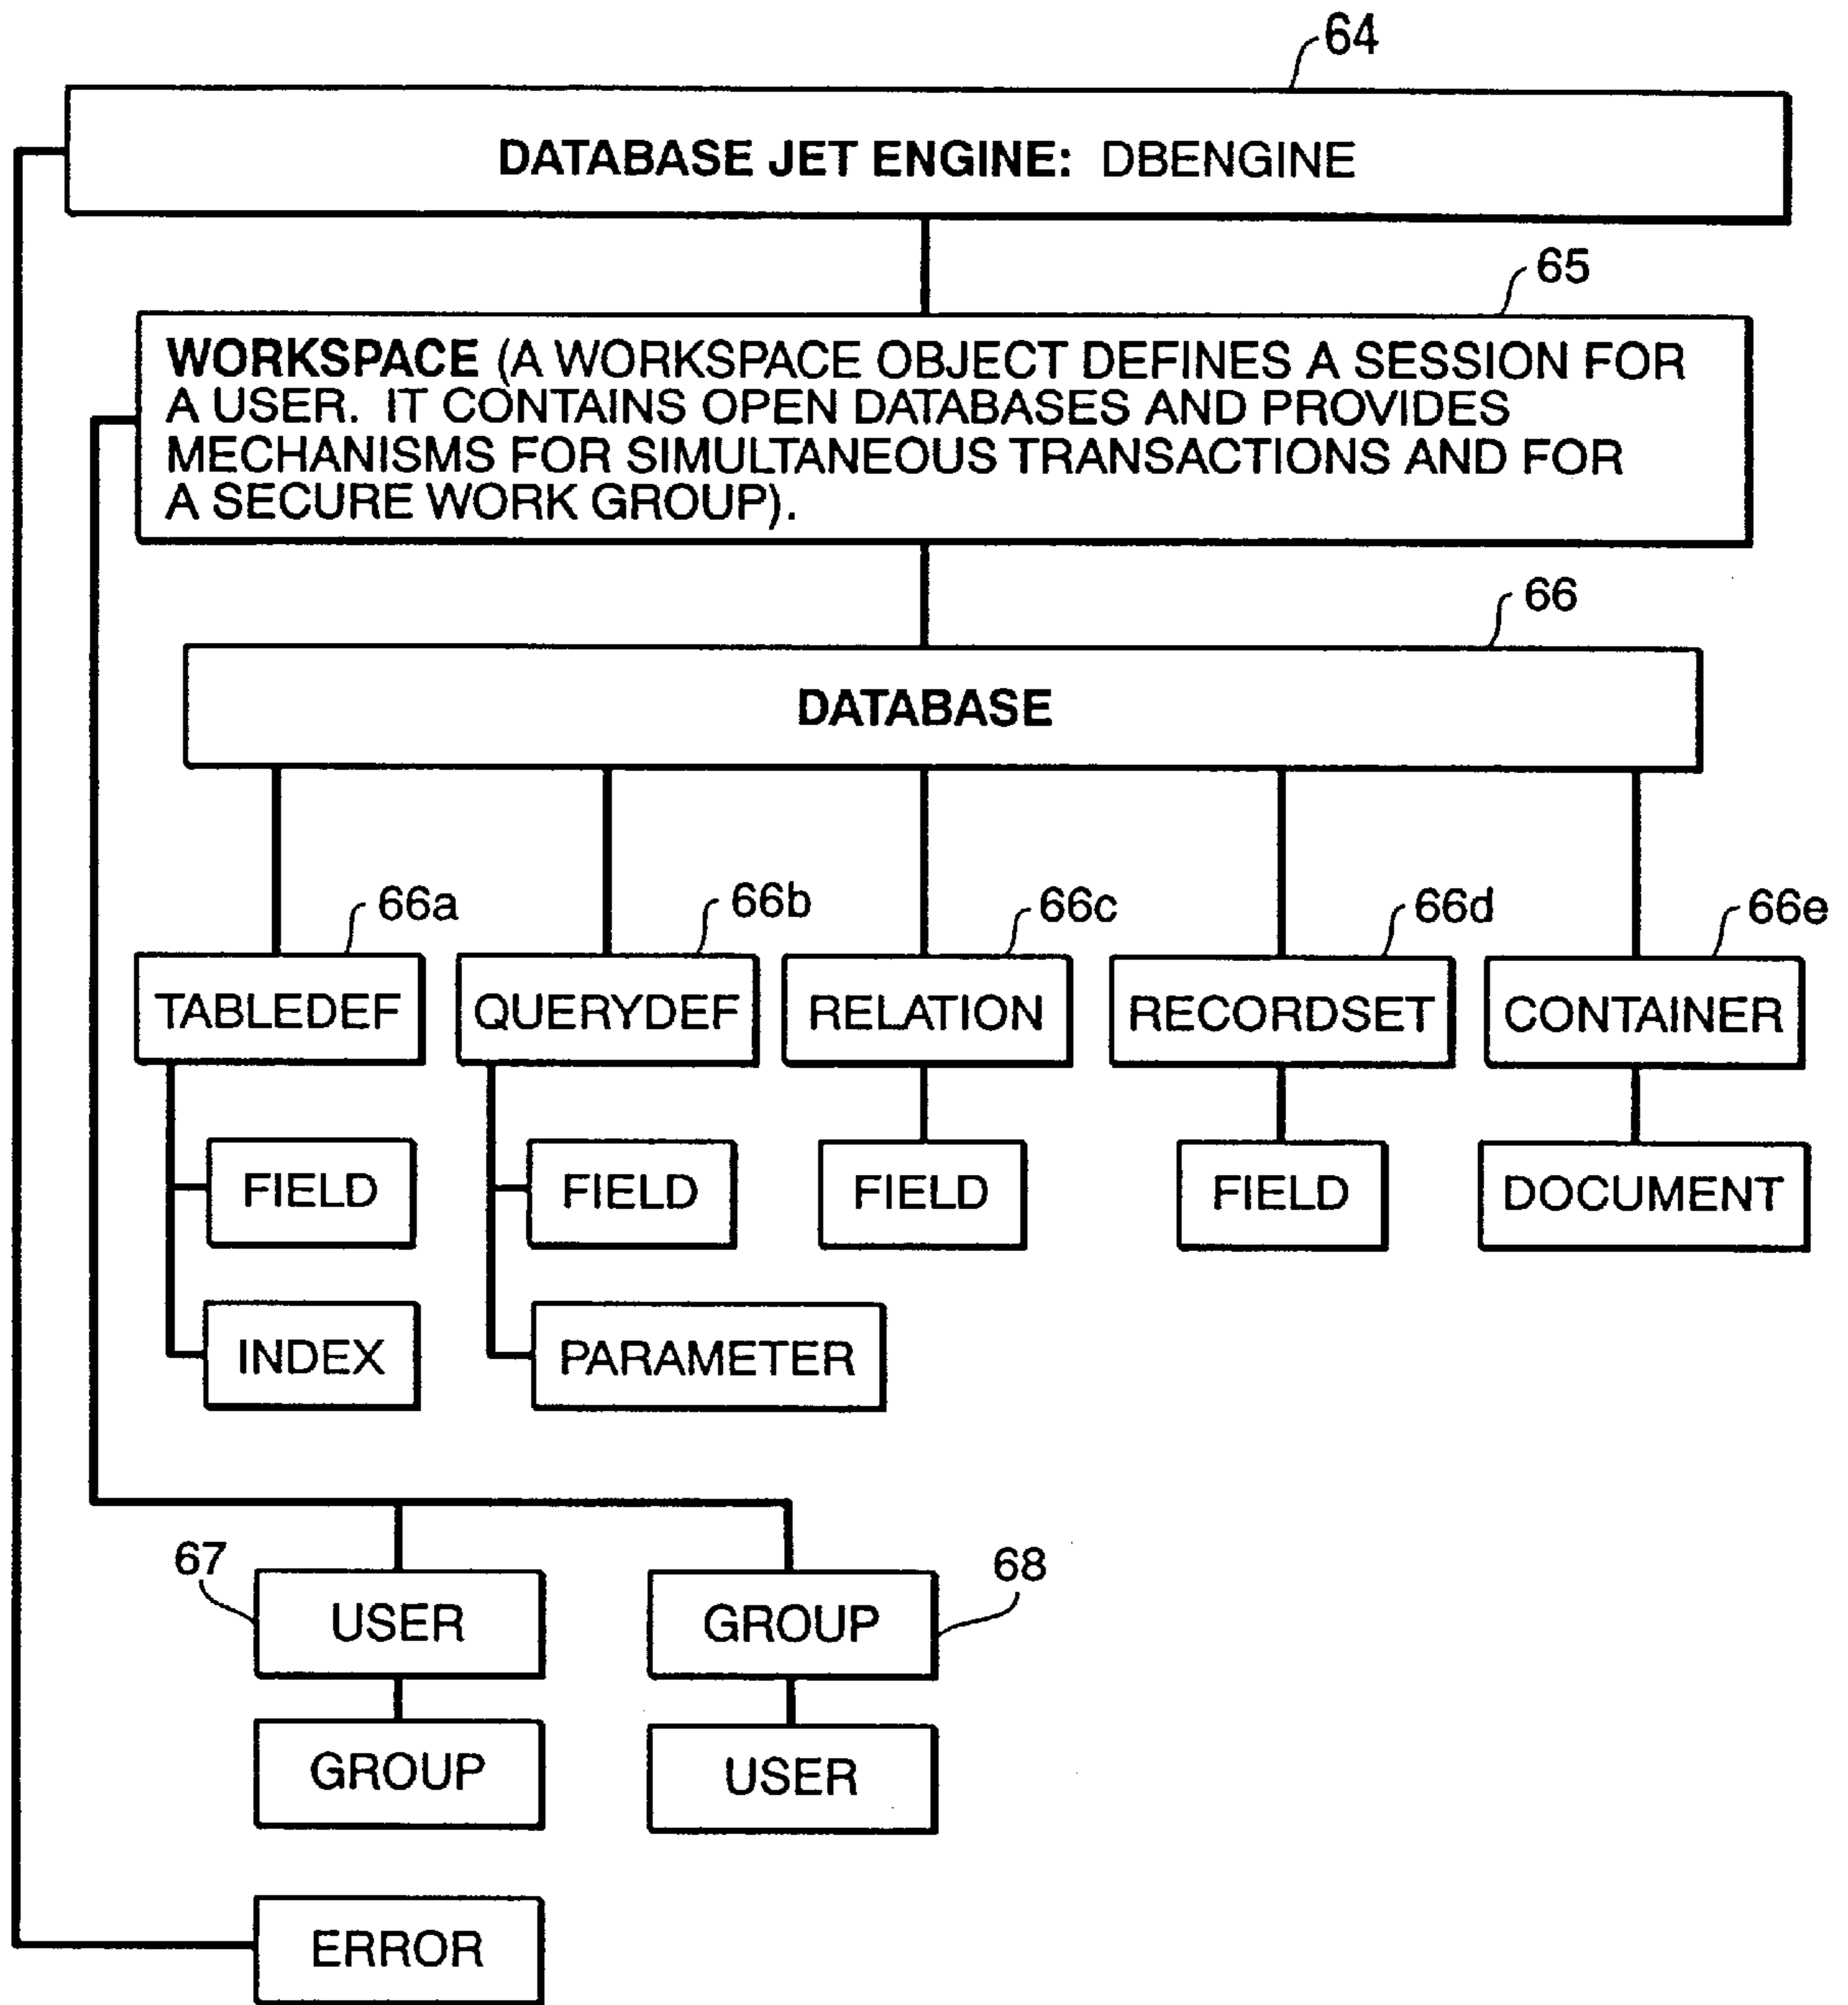 64
DATABASE JET ENGINE: DBENGINE
65
WORKSPACE (A WORKSPACE OBJECT DEFINES A SESSION FOR
A USER. IT CONTAINS OPEN DATABASES AND PROVIDES
MECHANISMS FOR SIMULTANEOUS TRANSACTIONS AND FOR
A SECURE WORK GROUP).
66
DATABASE
66a 66b 66c 66d 66e
TABLEDEF QUERYDEF RELATION RECORDSET CONTAINER
FIELD FIELD FIELD FIELD DOCUMENT
INDEX PARAMETER
67 68
USER GROUP
GROUP USER
ERROR